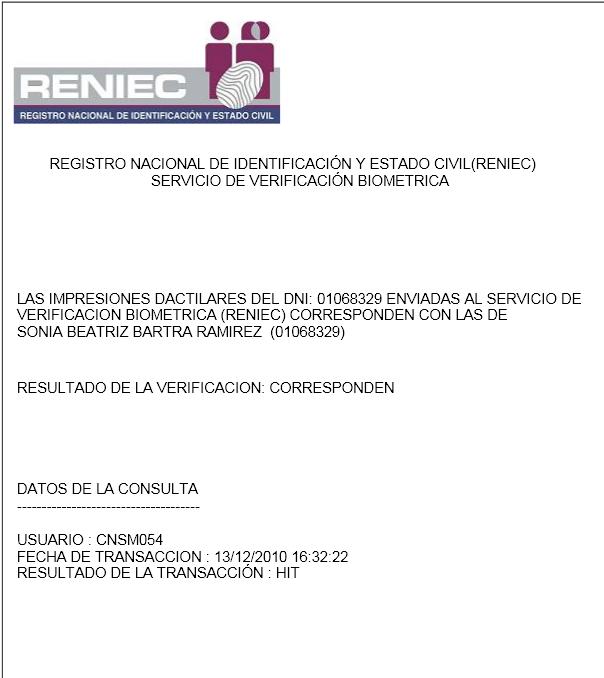 RENIEC
REGISTRO NACIONAL DE IDENTIFICACIÓN Y ESTADO CIVIL
REGISTRO NACIONAL DE IDENTIFICACIÓN Y ESTADO CIVIL(RENIEC)
SERVICIO DE VERIFICACIÓN BIOMETRICA
LAS IMPRESIONES DACTILARES DEL DNI: 01068329 ENVIADAS AL SERVICIO DE
VERIFICACION BIOMETRICA (RENIEC) CORRESPONDEN CON LAS DE
SONIA BEATRIZ BARTRA RAMIREZ (01068329)
RESULTADO DE LA VERIFICACION: CORRESPONDEN
DATOS DE LA CONSULTA
-------------------------------------
USUARIO : CNSM054
FECHA DE TRANSACCION : 13/12/2010 16:32:22
RESULTADO DE LA TRANSACCIÓN : HIT